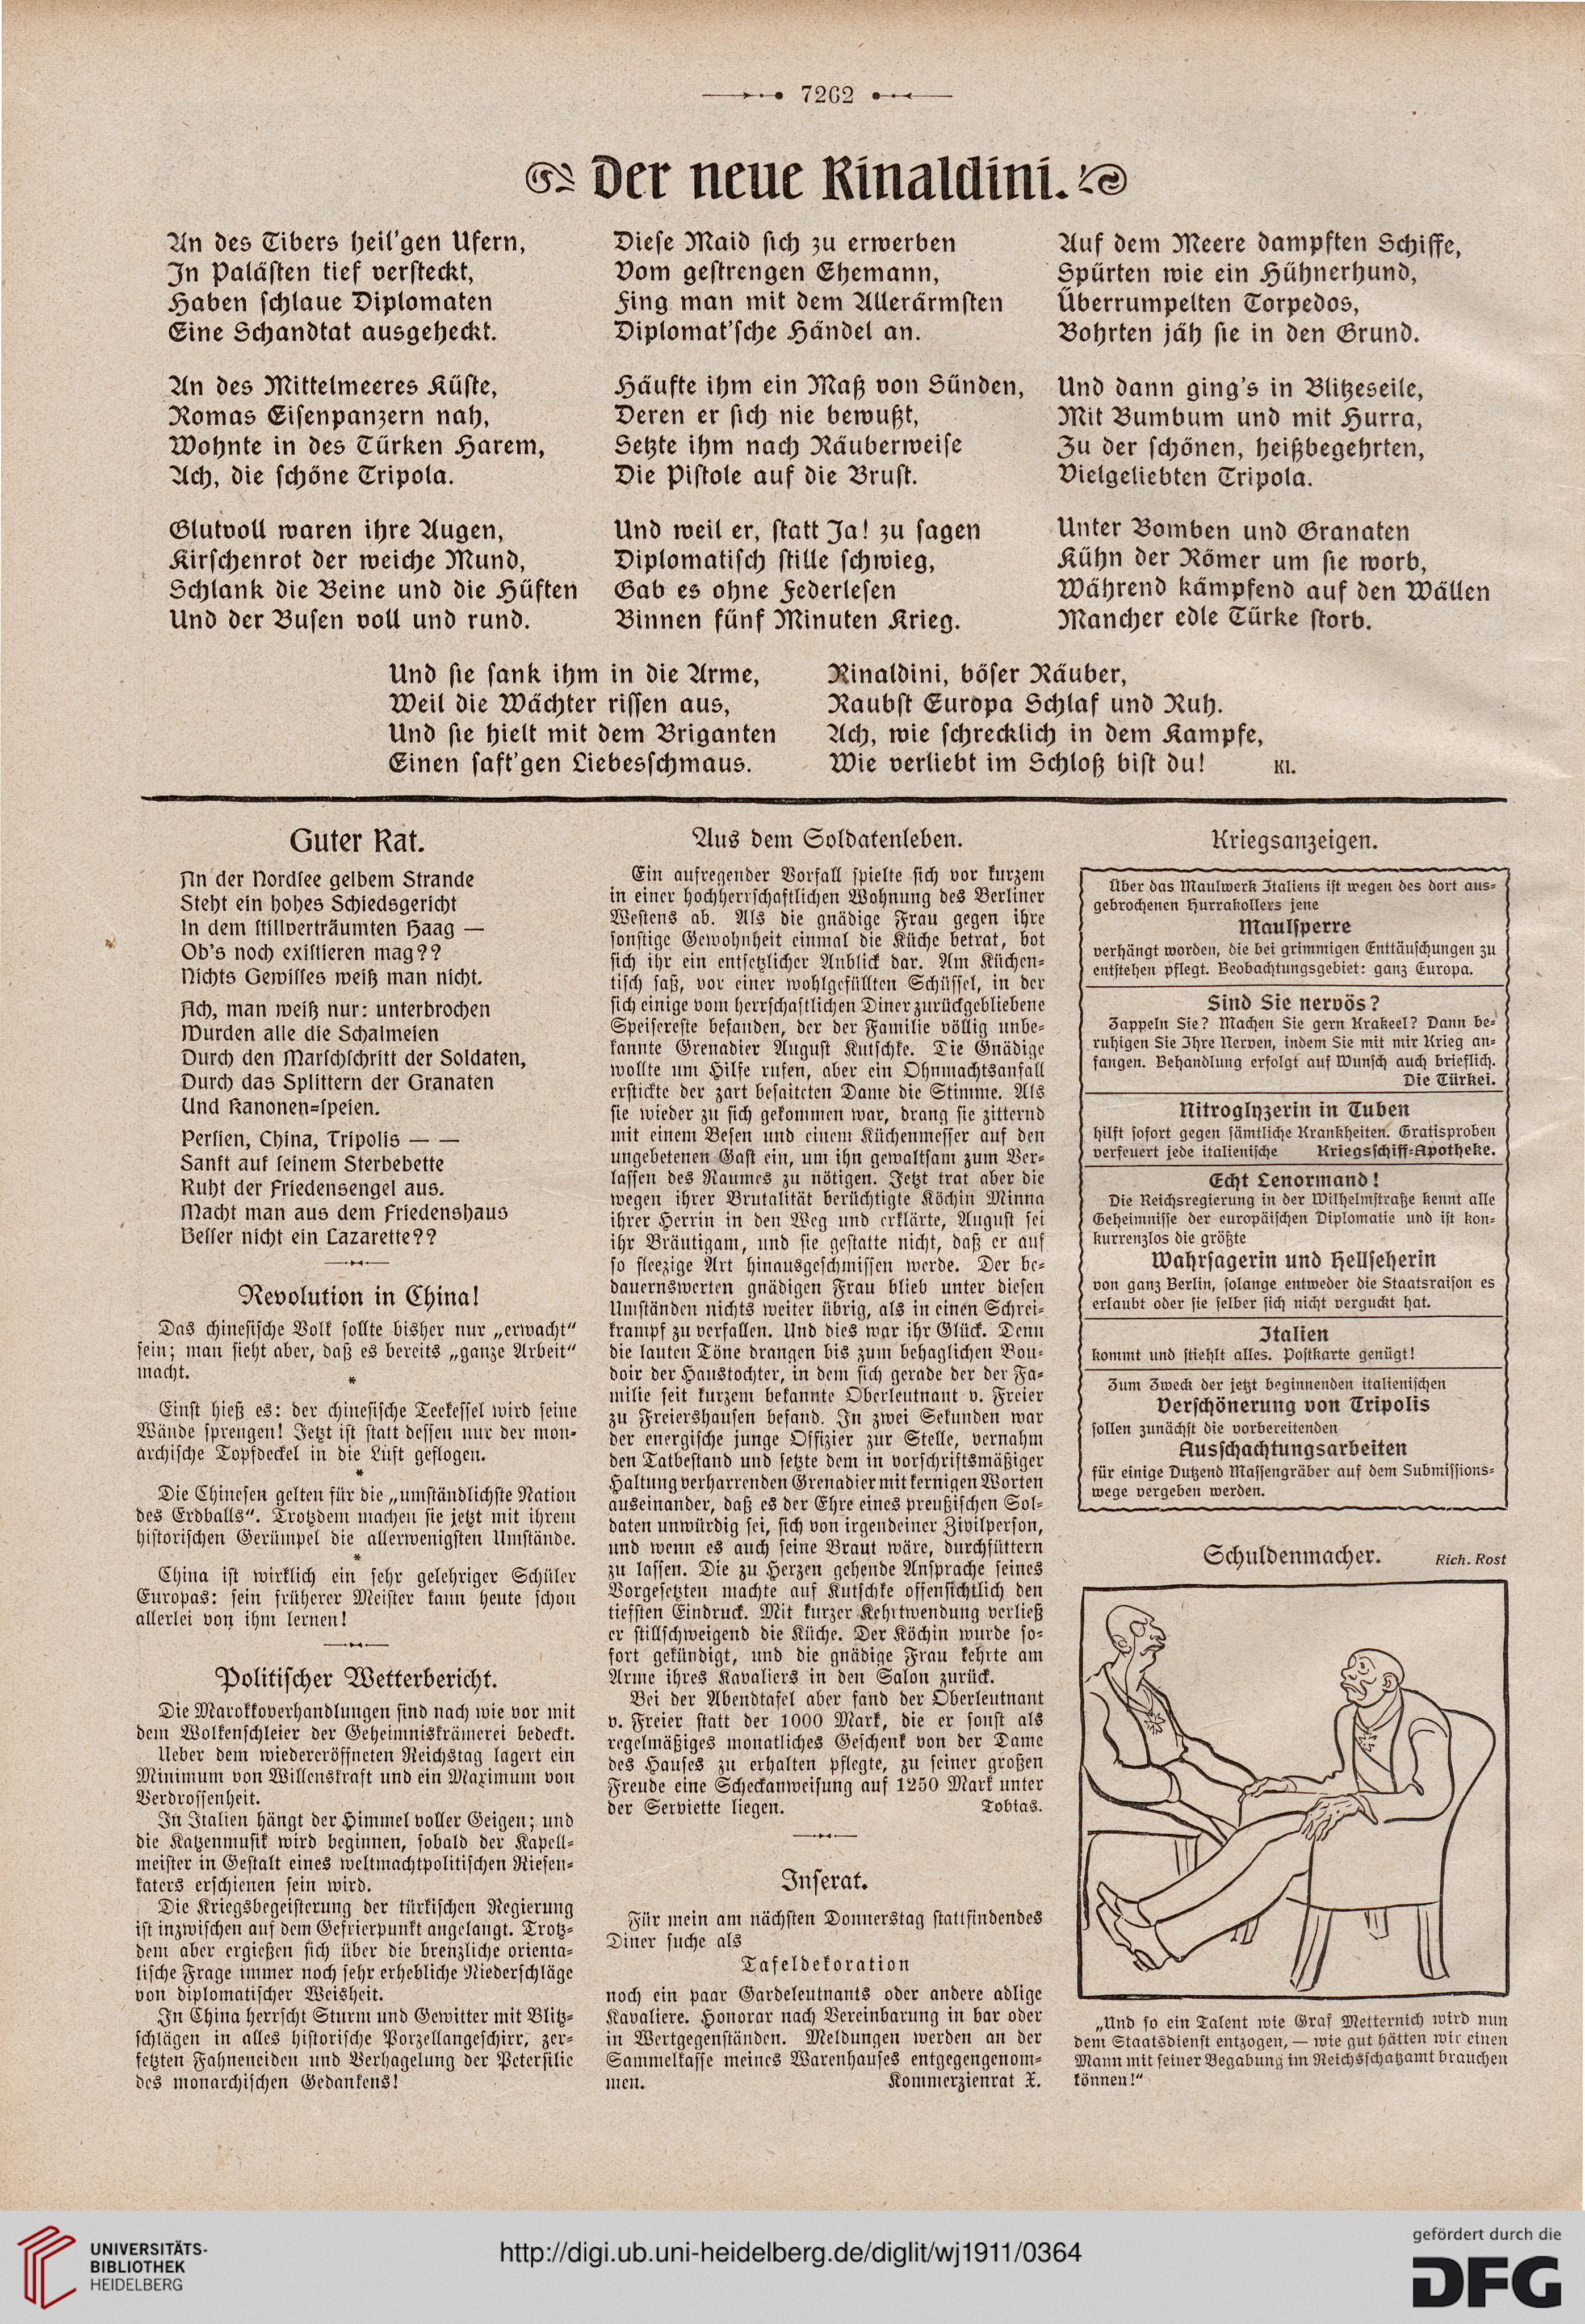 7262
Der neue Rinaldini.
An des Tibers heil'gen Ufern,
In Palästen tief versteckt,
Haben schlaue Diplomaten
Eine Schandtat ausgeheckt.
An des Mittelmeeres Küste,
Romas Eisenpanzern nah,
Wohnte in des Türken Harem,
Ach, die schöne Tripola.
Glutvoll waren ihre Augen,
Kirschenrot der weiche Mund,
Schlank die Beine und die Hüften
Und der Busen voll und rund.
Diese Maid sich zu erwerben
Vom gestrengen Ehemann,
Fing man mit dem Allerärmsten
Diplomat'sche Händel an.
Häufte ihm ein Maß von Sünden,
Deren er sich nie bewußt,
Setzte ihm nach Räuberweise
Die Pistole auf die Brust.
Und weil er, statt Ja! zu sagen
Diplomatisch stille schwieg,
Gab es ohne Federlesen
Binnen fünf Minuten Krieg.
Auf dem Meere dampften Schiffe,
Spürten wie ein Hühnerhund,
Überrumpelten Torpedos,
Bohrten jäh sie in den Grund.
Und dann ging's in Blitzeseile,
Mit Bumbum und mit Hurra,
Zu der schönen, heißbegehrten,
Vielgeliebten Tripola.
Unter Bomben und Granaten
Kühn der Römer um sie worb,
Während kämpfend auf den Wällen
Mancher edle Türke storb.
Und sie sank ihm in die Arme,
Weil die Wächter rissen aus,
Und sie hielt mit dem Briganten
Einen saft'gen Liebesschmaus.
Rinaldini, böser Räuber,
Raubst Europa Schlaf und Ruh.
Ach, wie schrecklich in dem Kampfe,
Wie verliebt im Schloß bist du!
Kl.
Guter Rat.
An der Nordsee gelbem Strande
Steht ein hohes Schiedsgericht
In dem stillverträumten Haag —
Ob's noch existieren mag??
Nichts Gewisses weiß man nicht.
Ach, man weiß nur: unterbrochen
Wurden alle die Schalmeien
Durch den Marschschritt der Soldaten,
Durch das Splittern der Granaten
Und Kanonen-speien.
Persien, China, Tripolis — —
Sanft auf seinem Sterbebette
Ruht der Friedensengel aus.
Macht man aus dem Friedenshaus
Besser nicht ein Lazarette??
Revolution in China!
Das chinesische Volk sollte bisher nur „erwacht"
sein; man sieht aber, daß es bereits „ganze Arbeit"
macht.
*
Einst hieß es: der chinesische Teekessel wird seine
Wände sprengen! Jetzt ist statt dessen nur der mon-
archische Topfdeckel in die Luft geflogen.
*
Die Chinesen gelten für die „umständlichste Nation
des Erdballs". Trotzdem machen sie jetzt mit ihrem
historischen Gerümpel die allerwenigsten Umstände.
*
China ist wirklich ein sehr gelehriger Schüler
Europas: sein früherer Meister kann heute schon
allerlei von ihm lernen!
Politischer Wetterbericht.
Die Marokkoverhandlungen sind nach wie vor mit
dem Wolkenschleier der Geheimniskrämerei bedeckt.
Ueber dem wiedereröffneten Reichstag lagert ein
Minimum von Willenskraft und ein Maximum von
Verdrossenheit.
In Italien hängt der Himmel voller Geigen; und
die Katzenmusik wird beginnen, sobald der Kapell-
meister in Gestalt eines weltmachtpolitischen Riesen-
katers erschienen sein wird.
Die Kriegsbegeisterung der türkischen Regierung
ist inzwischen auf dem Gefrierpunkt angelangt. Trotz-
dem aber ergießen sich über die brenzliche orienta-
lische Frage immer noch sehr erhebliche Niederschläge
von diplomatischer Weisheit.
In China herrscht Sturm und Gewitter mit Blitz-
schlägen in alles historische Porzellangeschirr, zer-
fetzten Fahneneiden und Verhagelung der Petersilie
des monarchischen Gedankens!
Aus dem Soldatenleben.
Ein aufregender Vorfall spielte sich vor kurzem
in einer hochherrschaftlichen Wohnung des Berliner
Westens ab. Als die gnädige Frau gegen ihre
sonstige Gewohnheit einmal die Küche betrat, bot
sich ihr ein entsetzlicher Anblick dar. Am Küchen-
tisch saß, vor einer wohlgefüllten Schüssel, in der
sich einige vom herrschaftlichen Diner zurückgebliebene
Speisereste befanden, der der Familie völlig unbe-
kannte Grenadier August Kutschke. Die Gnädige
wollte um Hilfe rufen, aber ein Ohnmachtsanfall
erstickte der zart besaiteten Dame die Stimme. Als
sie wieder zu sich gekommen war, drang sie zitternd
mit einem Besen und einem Küchenmesser auf den
ungebetenen Gast ein, um ihn gewaltsam zum Ver-
lassen des Raumes zu nötigen. Jetzt trat aber die
wegen ihrer Brutalität berüchtigte Köchin Minna
ihrer Herrin in den Weg und erklärte, August sei
ihr Bräutigam, und sie gestatte nicht, daß er auf
so fleezige Art hinausgeschmissen werde. Der be-
dauernswerten gnädigen Frau blieb unter diesen
Umständen nichts weiter übrig, als in einen Schrei-
krampf zu verfallen. Und dies war ihr Glück. Denn
die lauten Töne drangen bis zum behaglichen Bou-
doir der Haustochter, in dem sich gerade der der Fa-
milie seit kurzem bekannte Oberleutnant v. Freier
zu Freiershausen befand. In zwei Sekunden war
der energische junge Offizier zur Stelle, vernahm
den Tatbestand und setzte dem in vorschriftsmäßiger
Haltung verharrenden Grenadier mit kernigen Worten
auseinander, daß es der Ehre eines preußischen Sol-
daten unwürdig sei, sich von irgendeiner Zivilperson,
und wenn es auch seine Braut wäre, durchfüttern
zu lassen. Die zu Herzen gehende Ansprache seines
Vorgesetzten machte auf Kutschke offensichtlich den
tiefsten Eindruck. Mit kurzer Kehrtwendung verließ
er stillschweigend die Küche. Der Köchin wurde so-
fort gekündigt, und die gnädige Frau kehrte am
Arme ihres Kavaliers in den Salon zurück.
Bei der Abendtafel aber fand der Oberleutnant
v. Freier statt der 1000 Mark, die er sonst als
regelmäßiges monatliches Geschenk von der Dame
des Hauses zu erhalten pflegte, zu seiner großen
Freude eine Scheckanweisung auf 1250 Mark unter
der Serviette liegen. Tobias.
Inserat.
Für mein am nächsten Donnerstag stattfindendes
Diner suche als
Tafeldekoration
noch ein paar Gardeleutnants oder andere adlige
Kavaliere. Honorar nach Vereinbarung in bar oder
in Wertgegenständen. Meldungen werden an der
Sammelkasse meines Warenhauses entgegengenom-
men. Kommerzienrat X.
Kriegsanzeigen.
Über das Maulwerk Italiens ist wegen des dort aus-
gebrochenen Hurrakollers jene
Maulsperre
verhängt worden, die bei grimmigen Enttäuschungen zu
entstehen pflegt. Beobachtungsgebiet: ganz Europa.
Sind Sie nervös?
Zappeln Sie? Machen Sie gern Krakeel? Dann be-
ruhigen Sie Ihre Nerven, indem Sie mit mir Krieg an-
fangen. Behandlung erfolgt auf Wunsch auch brieflich.
Die Türkei.
Nitroglyzerin in Tuben
hilft sofort gegen sämtliche Krankheiten. Gratisproben
verfeuert jede italienische Kriegsschiff-Apotheke.
Echt Lenormand!
Die Reichsregierung in der Wilhelmstraße kennt alle
Geheimnisse der europäischen Diplomatie und ist kon-
kurrenzlos die größte
Wahrsagerin und Hellseherin
von ganz Berlin, solange entweder die Staatsraison es
erlaubt oder sie selber sich nicht verguckt hat.
Italien
kommt und stiehlt alles. Postkarte genügt!
Zum Zweck der jetzt beginnenden italienischen
Verschönerung von Tripolis
sollen zunächst die vorbereitenden
Ausschachtungsarbeiten
für einige Dutzend Massengräber auf dem Submissions-
wege vergeben werden.
Schuldenmacher. Rich. Rost
„Und so ein Talent wie Graf Metternich wird nun
dem Staatsdienst entzogen, — wie gut hätten wir einen
Mann mit seiner Begabung im Reichsschatzamt brauchen
können!"
UNIVERSITÄTS-
BIBLIOTHEK
HEIDELBERG
http://digi.ub.uni-heidelberg.de/diglit/wj1911/0364
gefördert durch die
DFG